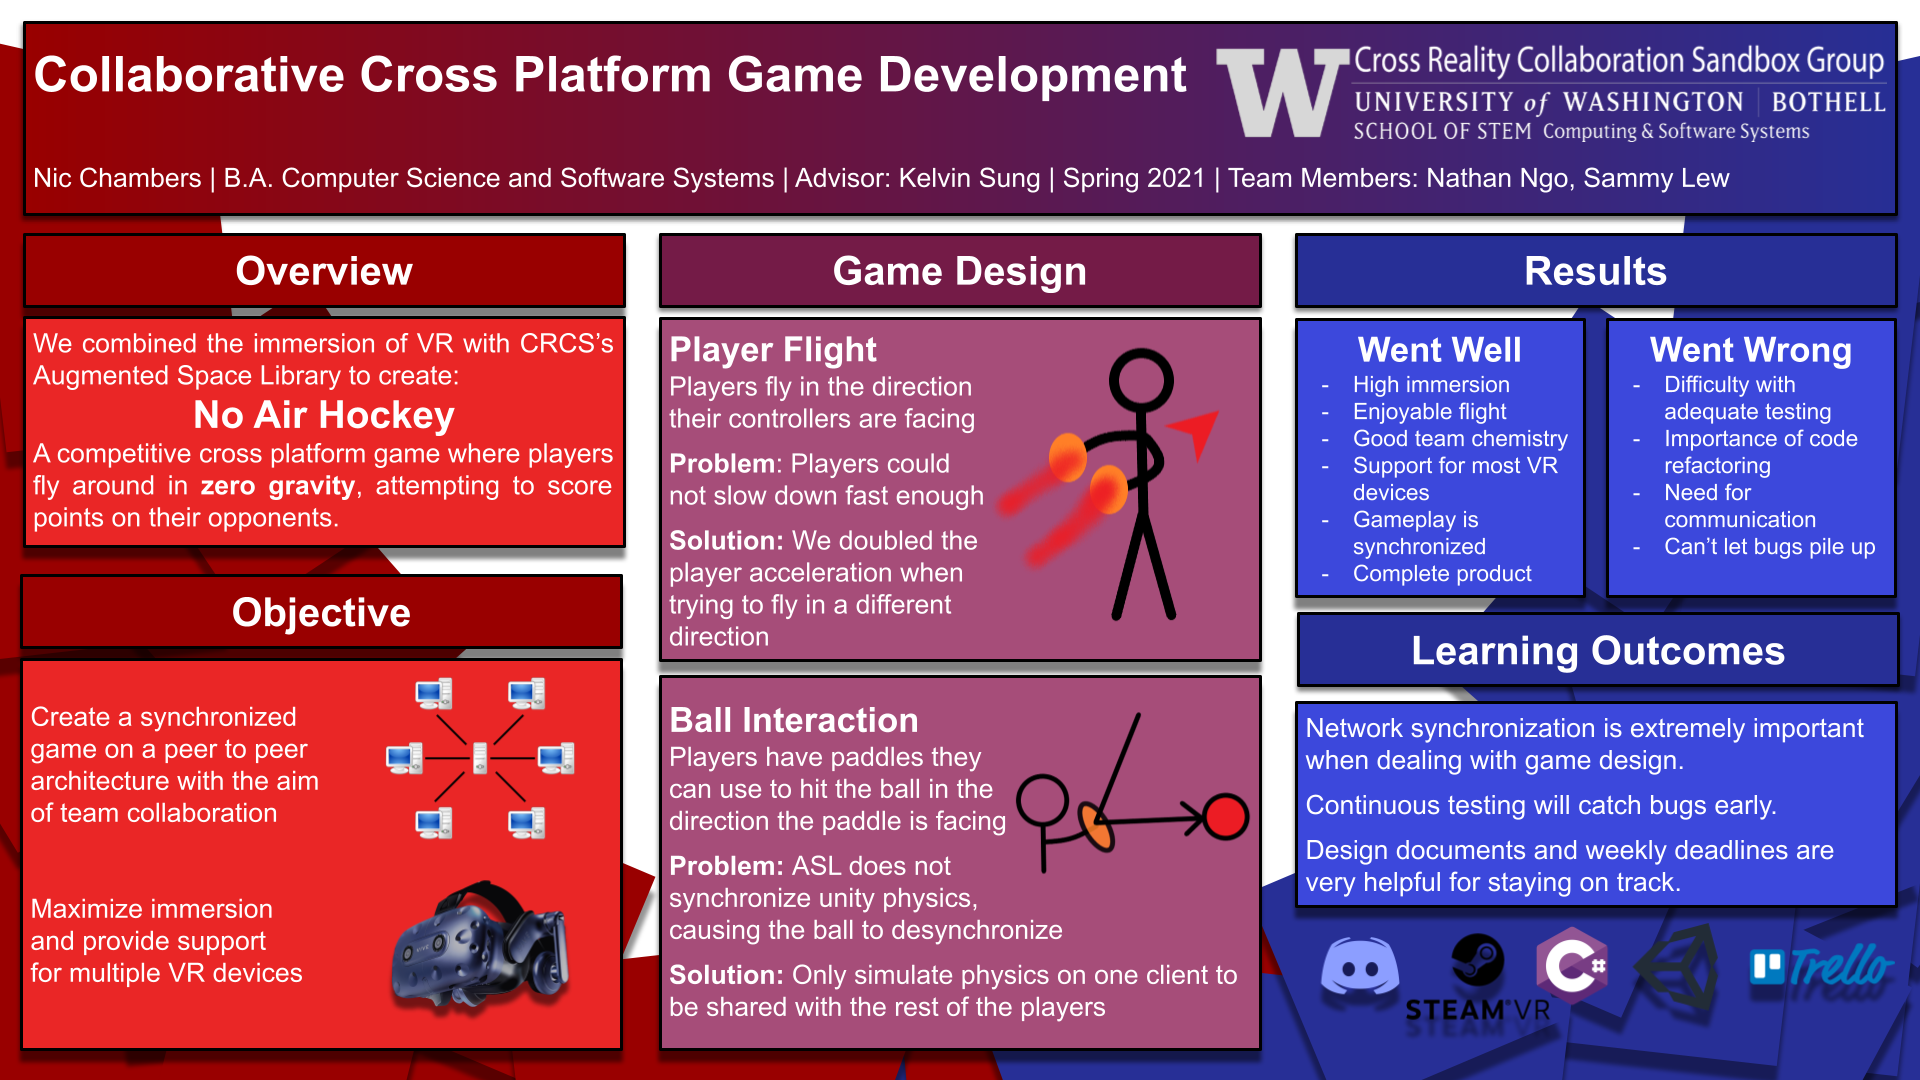 Collaborative Cross Platform Game Development
W Cross Reality Collaboration Sandbox Group
UNIVERSITY of WASHINGTON | BOTHELL
SCHOOL OF STEM Computing & Software Systems
Nic Chambers | B.A. Computer Science and Software Systems | Advisor: Kelvin Sung | Spring 2021 | Team Members: Nathan Ngo, Sammy Lew
Overview
We combined the immersion of VR with CRCS’s
Augmented Space Library to create:
No Air Hockey
A competitive cross platform game where players
fly around in zero gravity, attempting to score
points on their opponents.
Objective
Create a synchronized
game on a peer to peer
architecture with the aim
of team collaboration
Maximize immersion
and provide support
for multiple VR devices
VIVE
Game Design
Player Flight
Players fly in the direction
their controllers are facing
Problem: Players could
not slow down fast enough
Solution: We doubled the
player acceleration when
trying to fly in a different
direction
Ball Interaction
Players have paddles they
can use to hit the ball in the
direction the paddle is facing
Problem: ASL does not
synchronize unity physics,
causing the ball to desynchronize
Solution: Only simulate physics on one client to
be shared with the rest of the players
Results
Went Well
- High immersion
- Enjoyable flight
- Good team chemistry
- Support for most VR
devices
- Gameplay is
synchronized
- Complete product
Went Wrong
- Difficulty with
adequate testing
- Importance of code
refactoring
- Need for
communication
- Can’t let bugs pile up
Learning Outcomes
Network synchronization is extremely important
when dealing with game design.
Continuous testing will catch bugs early.
Design documents and weekly deadlines are
very helpful for staying on track.
STEAM®VR
C#
Trello